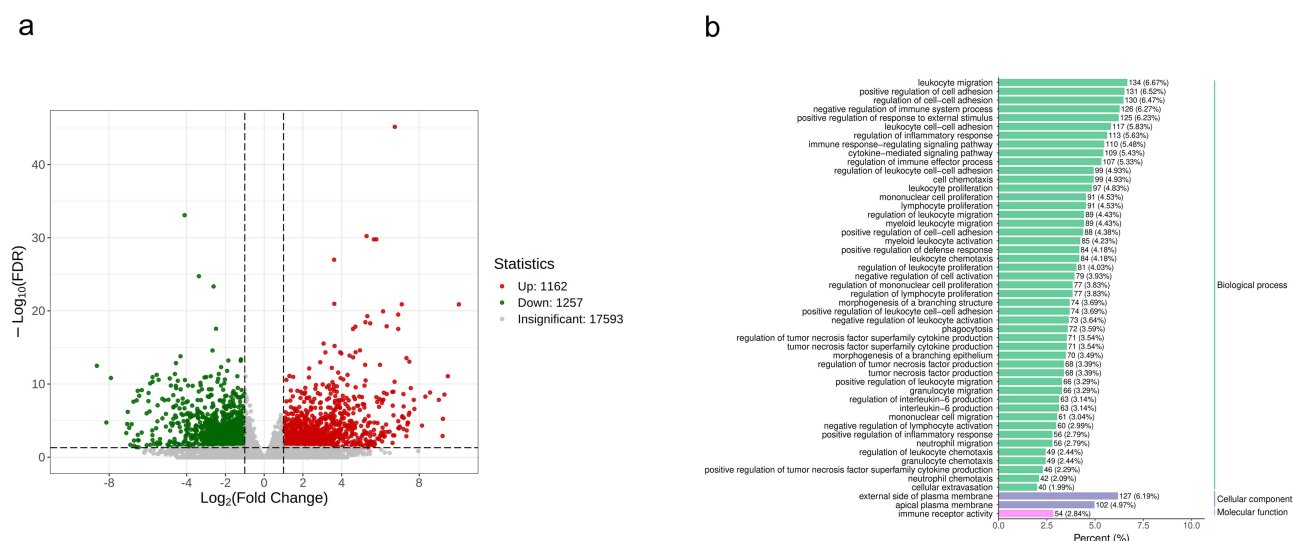 a
b
40
30
20
10
0
-8
-4
-2
0
2
4
8
− Log10(FDR)
Log2(Fold Change)
Statistics
Up: 1162
Down: 1257
Insignificant: 17593
leukocyte migration 134 (6.67%)
positive regulation of cell adhesion 131 (6.52%)
regulation of cell−cell adhesion 130 (6.47%)
negative regulation of immune system process 126 (6.27%)
positive regulation of response to external stimulus 125 (6.23%)
leukocyte cell−cell adhesion 117 (5.83%)
regulation of inflammatory response 113 (5.63%)
immune response−regulating signaling pathway 110 (5.48%)
cytokine−mediated signaling pathway 109 (5.43%)
regulation of immune effector process 107 (5.33%)
regulation of leukocyte cell−cell adhesion 99 (4.93%)
cell chemotaxis 99 (4.93%)
leukocyte proliferation 97 (4.83%)
mononuclear cell proliferation 91 (4.53%)
lymphocyte proliferation 91 (4.53%)
regulation of leukocyte migration 89 (4.43%)
myeloid leukocyte migration 89 (4.43%)
positive regulation of cell−cell adhesion 88 (4.38%)
myeloid leukocyte activation 85 (4.23%)
positive regulation of defense response 84 (4.18%)
leukocyte chemotaxis 84 (4.18%)
regulation of leukocyte proliferation 81 (4.03%)
negative regulation of cell activation 79 (3.93%)
regulation of mononuclear cell proliferation 77 (3.83%)
regulation of lymphocyte proliferation 77 (3.83%)
morphogenesis of a branching structure 74 (3.69%)
positive regulation of leukocyte cell−cell adhesion 74 (3.69%)
negative regulation of leukocyte activation 73 (3.64%)
phagocytosis 72 (3.59%)
regulation of tumor necrosis factor superfamily cytokine production 71 (3.54%)
tumor necrosis factor superfamily cytokine production 71 (3.54%)
morphogenesis of a branching epithelium 70 (3.49%)
regulation of tumor necrosis factor production 68 (3.39%)
tumor necrosis factor production 68 (3.39%)
positive regulation of leukocyte migration 66 (3.29%)
granulocyte migration 66 (3.29%)
regulation of interleukin−6 production 63 (3.14%)
interleukin−6 production 63 (3.14%)
mononuclear cell migration 61 (3.04%)
negative regulation of lymphocyte activation 60 (2.99%)
positive regulation of inflammatory response 56 (2.79%)
neutrophil migration 56 (2.79%)
regulation of leukocyte chemotaxis 49 (2.44%)
granulocyte chemotaxis 49 (2.44%)
positive regulation of tumor necrosis factor superfamily cytokine production 46 (2.29%)
neutrophil chemotaxis 42 (2.09%)
cellular extravasation 40 (1.99%)
external side of plasma membrane 127 (6.19%)
apical plasma membrane 102 (4.97%)
immune receptor activity 54 (2.84%)
Biological process
Cellular component
Molecular function
0.0
2.5
5.0
7.5
10.0
Percent (%)